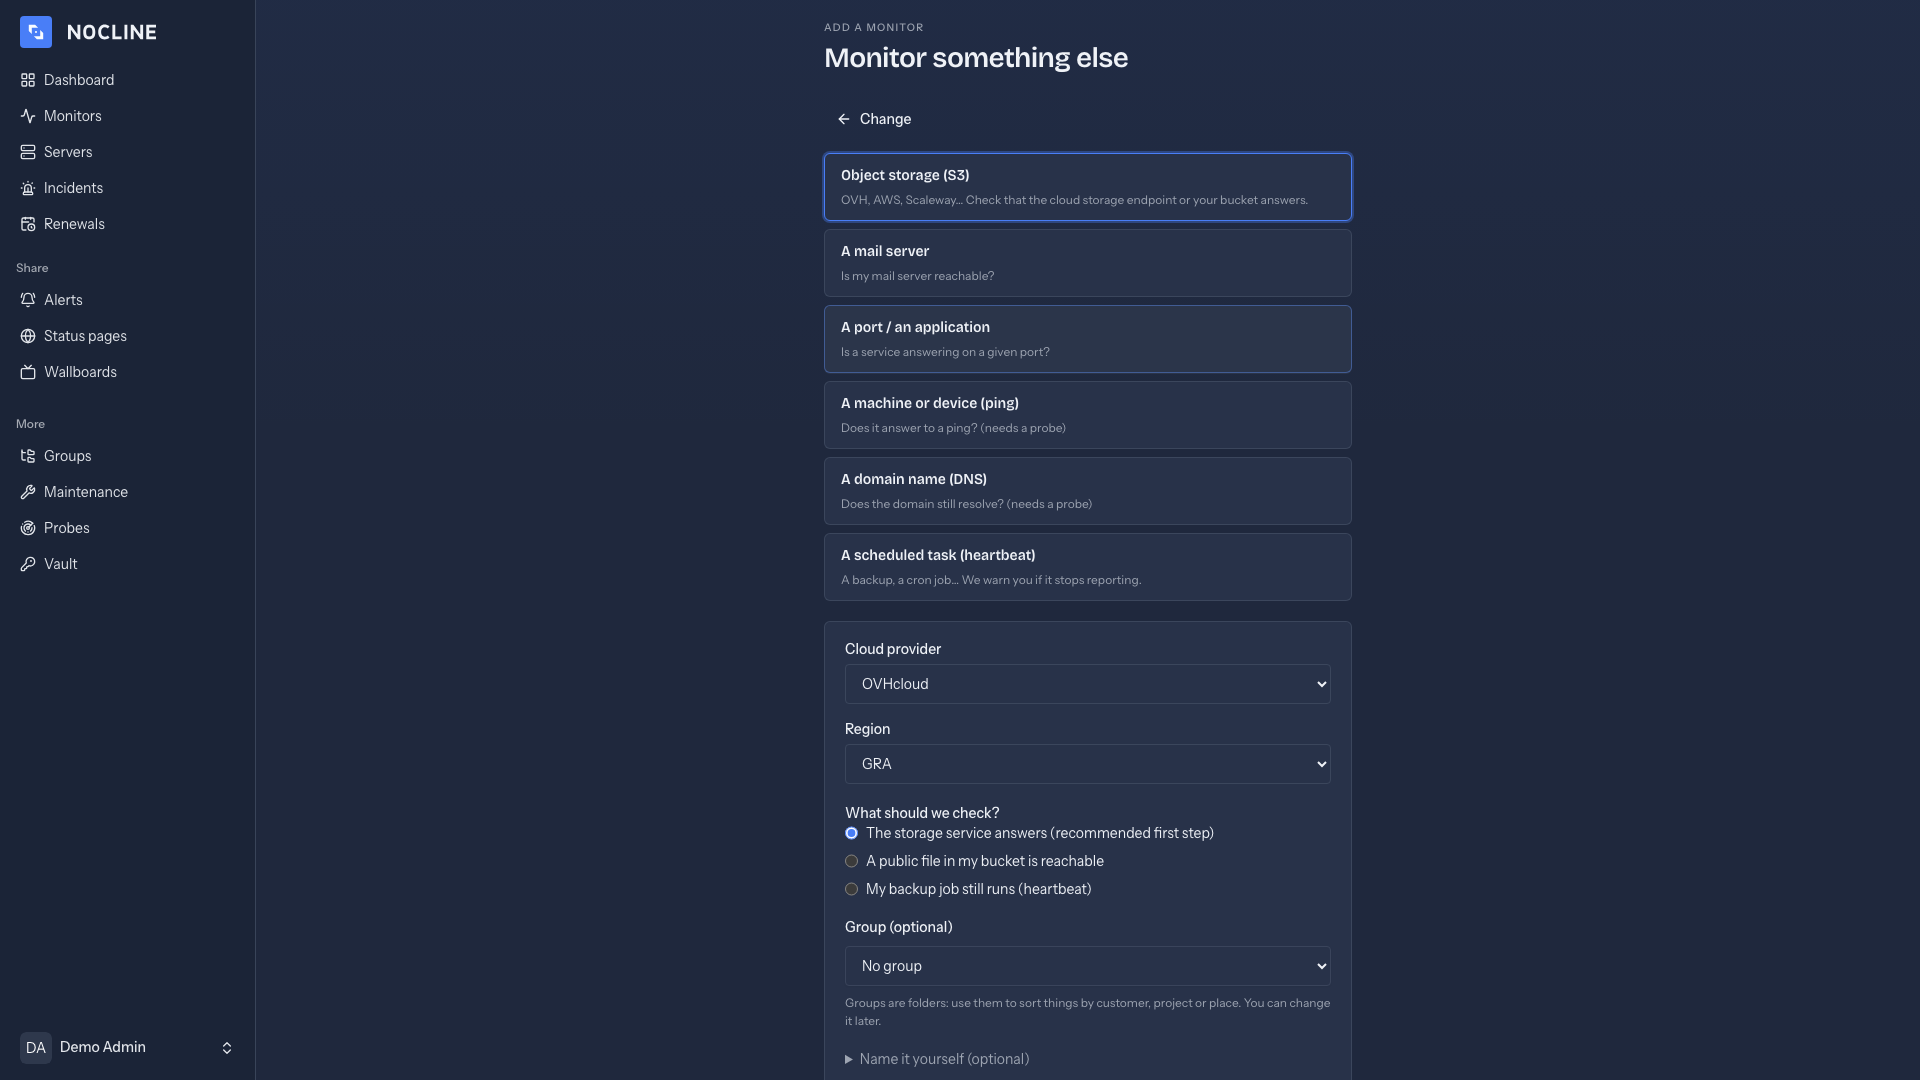 NOCLINE
Dashboard
Monitors
Servers
Incidents
Renewals
Share
Alerts
Status pages
Wallboards
More
Groups
Maintenance
Probes
Vault
DA
Demo Admin
ADD A MONITOR
Monitor something else
Change
Object storage (S3)
OVH, AWS, Scaleway… Check that the cloud storage endpoint or your bucket answers.
A mail server
Is my mail server reachable?
A port / an application
Is a service answering on a given port?
A machine or device (ping)
Does it answer to a ping? (needs a probe)
A domain name (DNS)
Does the domain still resolve? (needs a probe)
A scheduled task (heartbeat)
A backup, a cron job… We warn you if it stops reporting.
Cloud provider
OVHcloud
Region
GRA
What should we check?
The storage service answers (recommended first step)
A public file in my bucket is reachable
My backup job still runs (heartbeat)
Group (optional)
No group
Groups are folders: use them to sort things by customer, project or place. You can change
it later.
Name it yourself (optional)